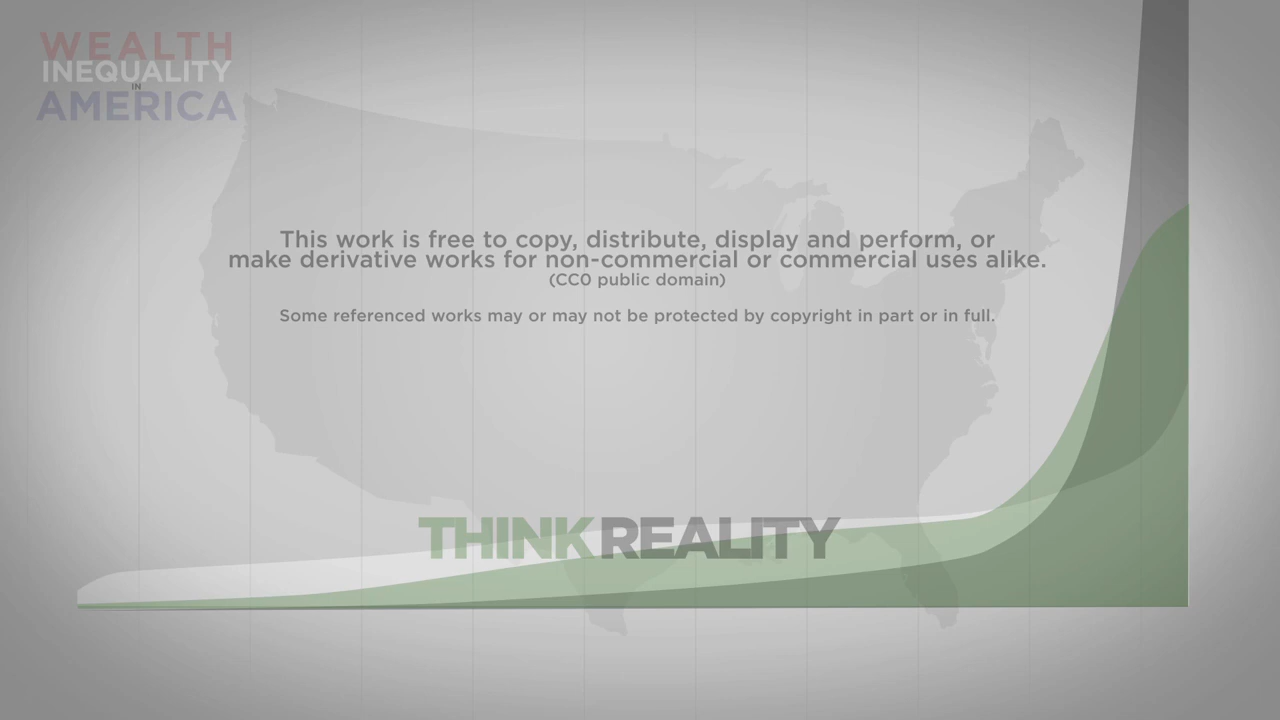 WEALTH
INEQUALITY
IN
AMERICA
This work is free to copy, distribute, display and perform, or
make derivative works for non-commercial or commercial uses alike.
(CC0 public domain)
Some referenced works may or may not be protected by copyright in part or in full.
THINKREALITY